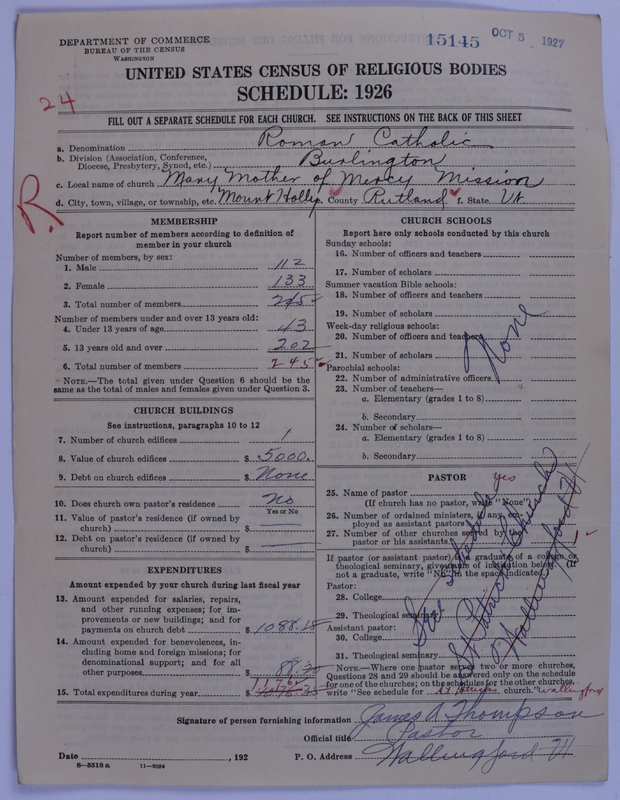 DEPARTMENT OF COMMERCE
BUREAU OF THE CENSUS
WASHINGTON
15145 OCT 5 1927
UNITED STATES CENSUS OF RELIGIOUS BODIES
SCHEDULE: 1926
24
FILL OUT A SEPARATE SCHEDULE FOR EACH CHURCH. SEE INSTRUCTIONS ON THE BACK OF THIS SHEET
R.
a. Denomination Roman Catholic
b. Division (Association, Conference, Diocese, Presbytery, Synod, etc.) Burlington
c. Local name of church Mary Mother of Mercy Mission
d. City, town, village, or township, etc. Mount Holly. County Rutland f. State Vt
MEMBERSHIP
Report number of members according to definition of
member in your church
Number of members, by sex:
1. Male 112
2. Female 133
3. Total number of members 245
Number of members under and over 13 years old:
4. Under 13 years of age 43
5. 13 years old and over 202
6. Total number of members 245
NOTE.—The total given under Question 6 should be the
same as the total of males and females given under Question 3.
CHURCH BUILDINGS
See instructions, paragraphs 10 to 12
7. Number of church edifices 1
8. Value of church edifices $ 5000.
9. Debt on church edifices $ None
10. Does church own pastor's residence? No
Yes or No
11. Value of pastor's residence (if owned by
church) $
12. Debt on pastor's residence (if owned by
church) $
EXPENDITURES
Amount expended by your church during last fiscal year
13. Amount expended for salaries, repairs,
and other running expenses; for im-
provements or new buildings; and for
payments on church debt $ 1088.15
14. Amount expended for benevolences, in-
cluding home and foreign missions; for
denominational support; and for all
other purposes $
15. Total expenditures during year $
CHURCH SCHOOLS
Report here only schools conducted by this church
Sunday schools:
16. Number of officers and teachers
17. Number of scholars
Summer vacation Bible schools:
18. Number of officers and teachers
19. Number of scholars
Week-day religious schools:
20. Number of officers and teachers
21. Number of scholars
None
Parochial schools:
22. Number of administrative officers
23. Number of teachers—
a. Elementary (grades 1 to 8)
b. Secondary
24. Number of scholars—
a. Elementary (grades 1 to 8)
b. Secondary
PASTOR
25. Name of pastor yes
(If church has no pastor, write "None")
26. Number of ordained ministers, if any, em-
ployed as assistant pastors
27. Number of other churches served by the
pastor or his assistants 1
If pastor (or assistant pastor) is a graduate of a college or
theological seminary, give name of institution below. (If
not a graduate, write "No" in the space indicated.)
Pastor:
28. College
29. Theological seminary
Assistant pastor:
30. College
31. Theological seminary
See Schedule
St Patricks Church
Wallingford Vt
NOTE.—Where one pastor serves two or more churches,
Questions 28 and 29 should be answered only on the schedule
for one of the churches; on the schedules for the other churches,
write "See schedule for St Patricks church." Wallingford
Signature of person furnishing information James A Thompson
Official title Pastor
Date , 192 P. O. Address Wallingford Vt
8—5518 a 11—9054